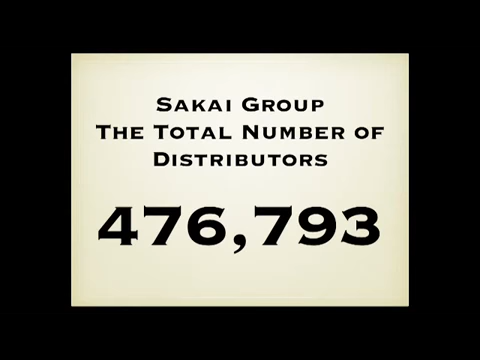 Sakai Group
The Total Number of
Distributors
476,793